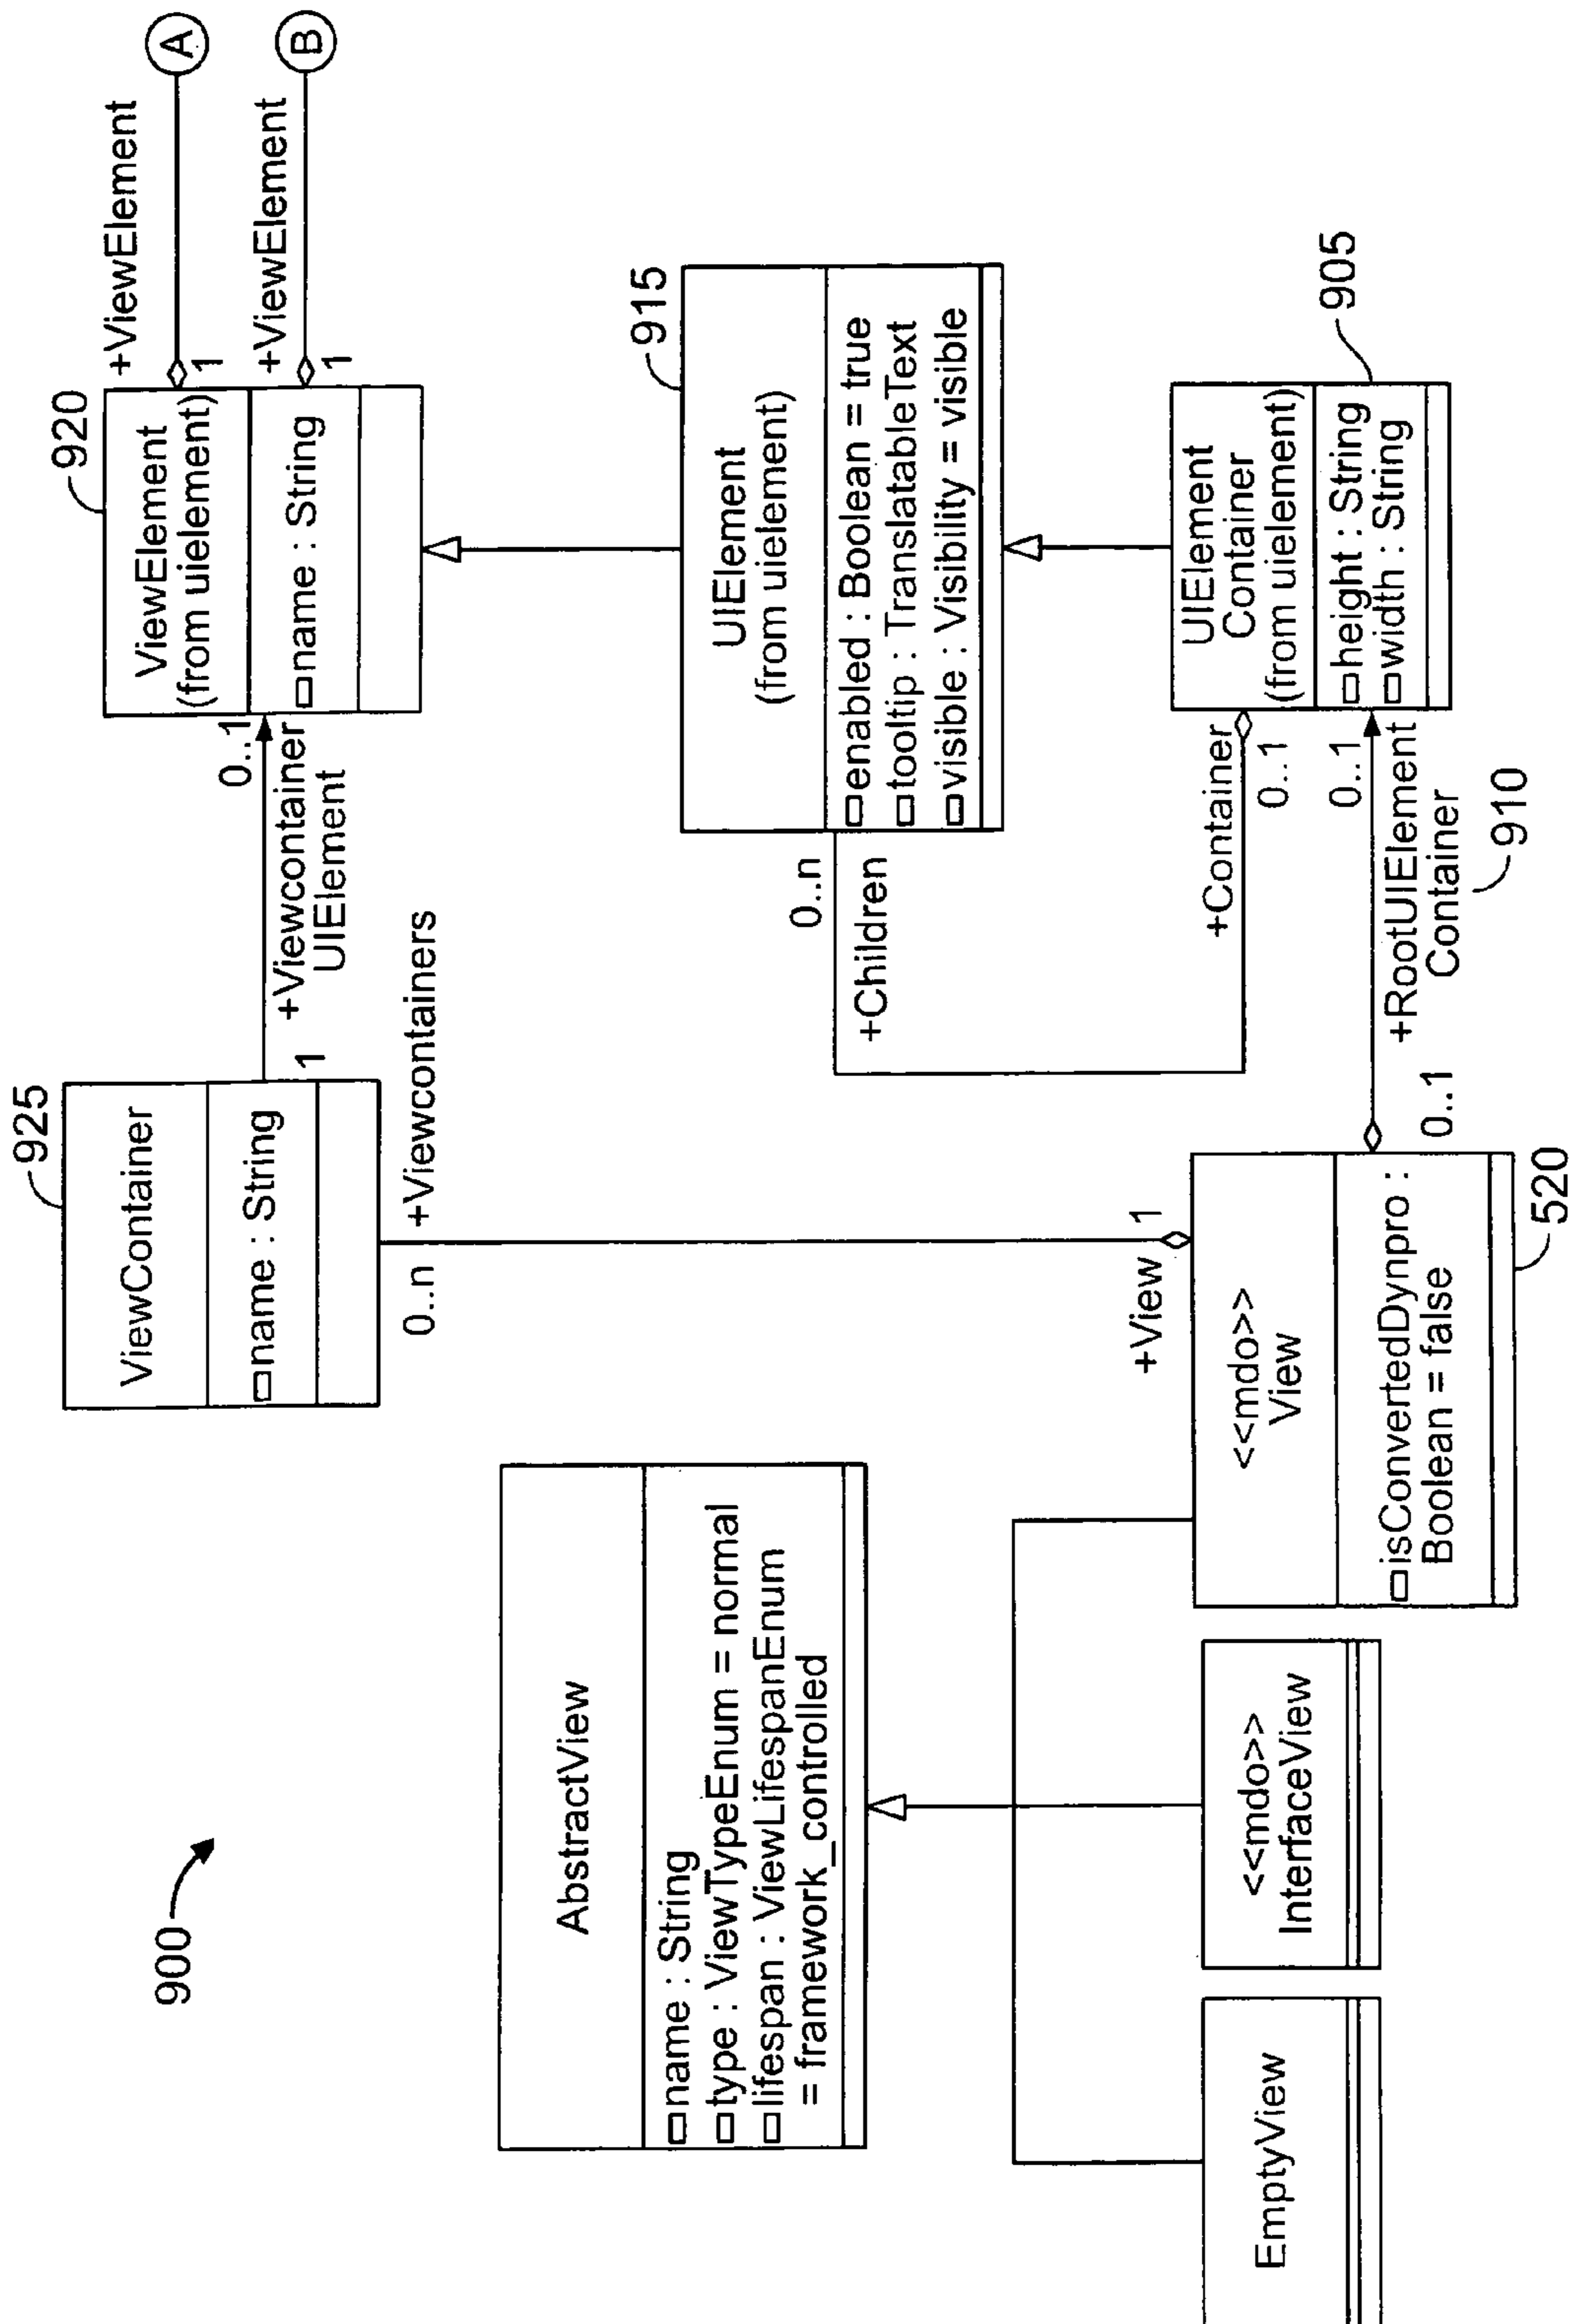 900
AbstractView
name : String
type : ViewTypeEnum = normal
lifespan : ViewLifespanEnum
= framework_controlled
EmptyView
<<mdo>>
InterfaceView
<<mdo>>
View
isConvertedDynpro :
Boolean = false
520
+View
1
925
ViewContainer
name : String
0..n
+Viewcontainers
1
+Viewcontainer
UIElement
0..1
920
ViewElement
(from uielement)
name : String
+ViewElement
1
A
+ViewElement
1
B
915
UIElement
(from uielement)
enabled : Boolean = true
tooltip : TranslatableText
visible : Visibility = visible
0..n
+Children
+Container
0..1
905
UIElement
Container
(from uielement)
height : String
width : String
0..1
+RootUIElement
Container
0..1
910